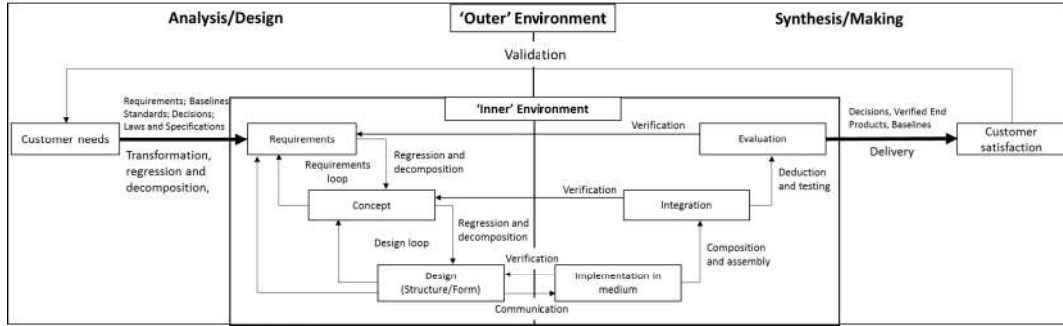 Analysis/Design
'Outer' Environment
Synthesis/Making
Validation
Requirements; Baselines
Standards; Decisions;
Laws and Specifications
'Inner' Environment
Decisions, Verified End
Products, Baselines
Customer needs
Requirements
Verification
Evaluation
Customer
satisfaction
Transformation,
regression and
decomposition,
Requirements
loop
Regression and
decomposition
Delivery
Deduction
and testing
Verification
Concept
Integration
Regression and
decomposition
Design loop
Composition
and assembly
Verification
Design
(Structure/Form)
Implementation in
medium
Communication